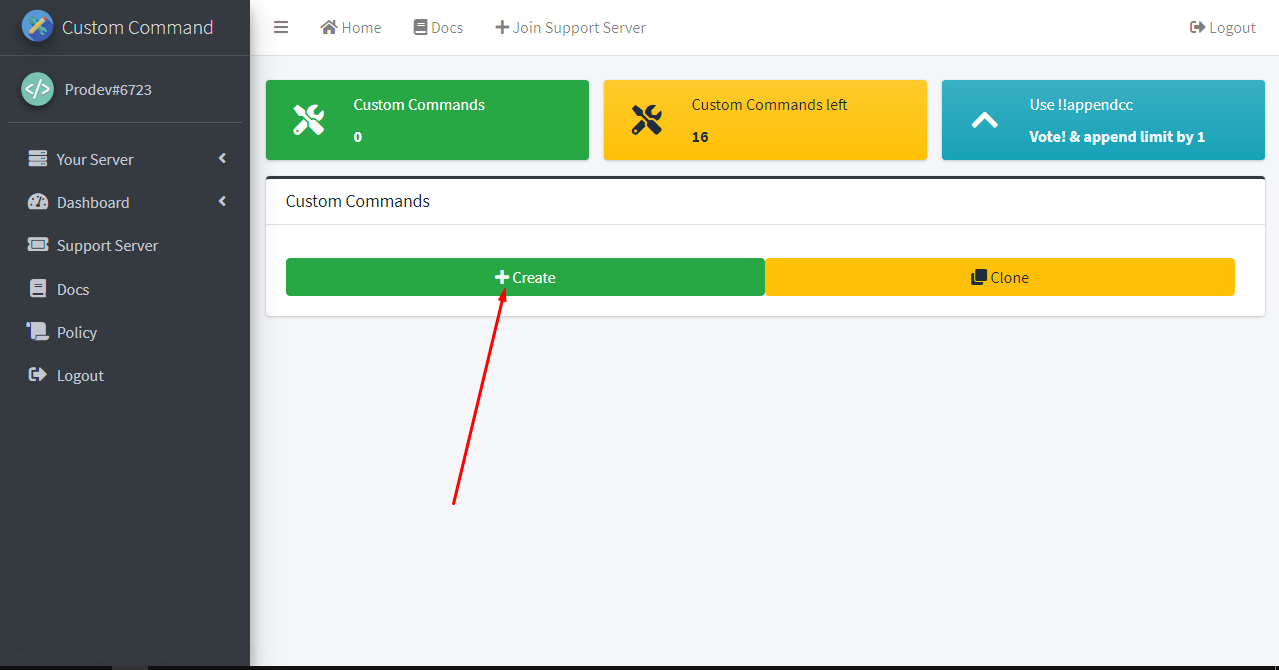 Custom Command
Home
Docs
Join Support Server
Logout
Prodev#6723
Your Server
Dashboard
Support Server
Docs
Policy
Logout
Custom Commands
0
Custom Commands left
16
Use !!appendcc
Vote! & append limit by 1
Custom Commands
Create
Clone